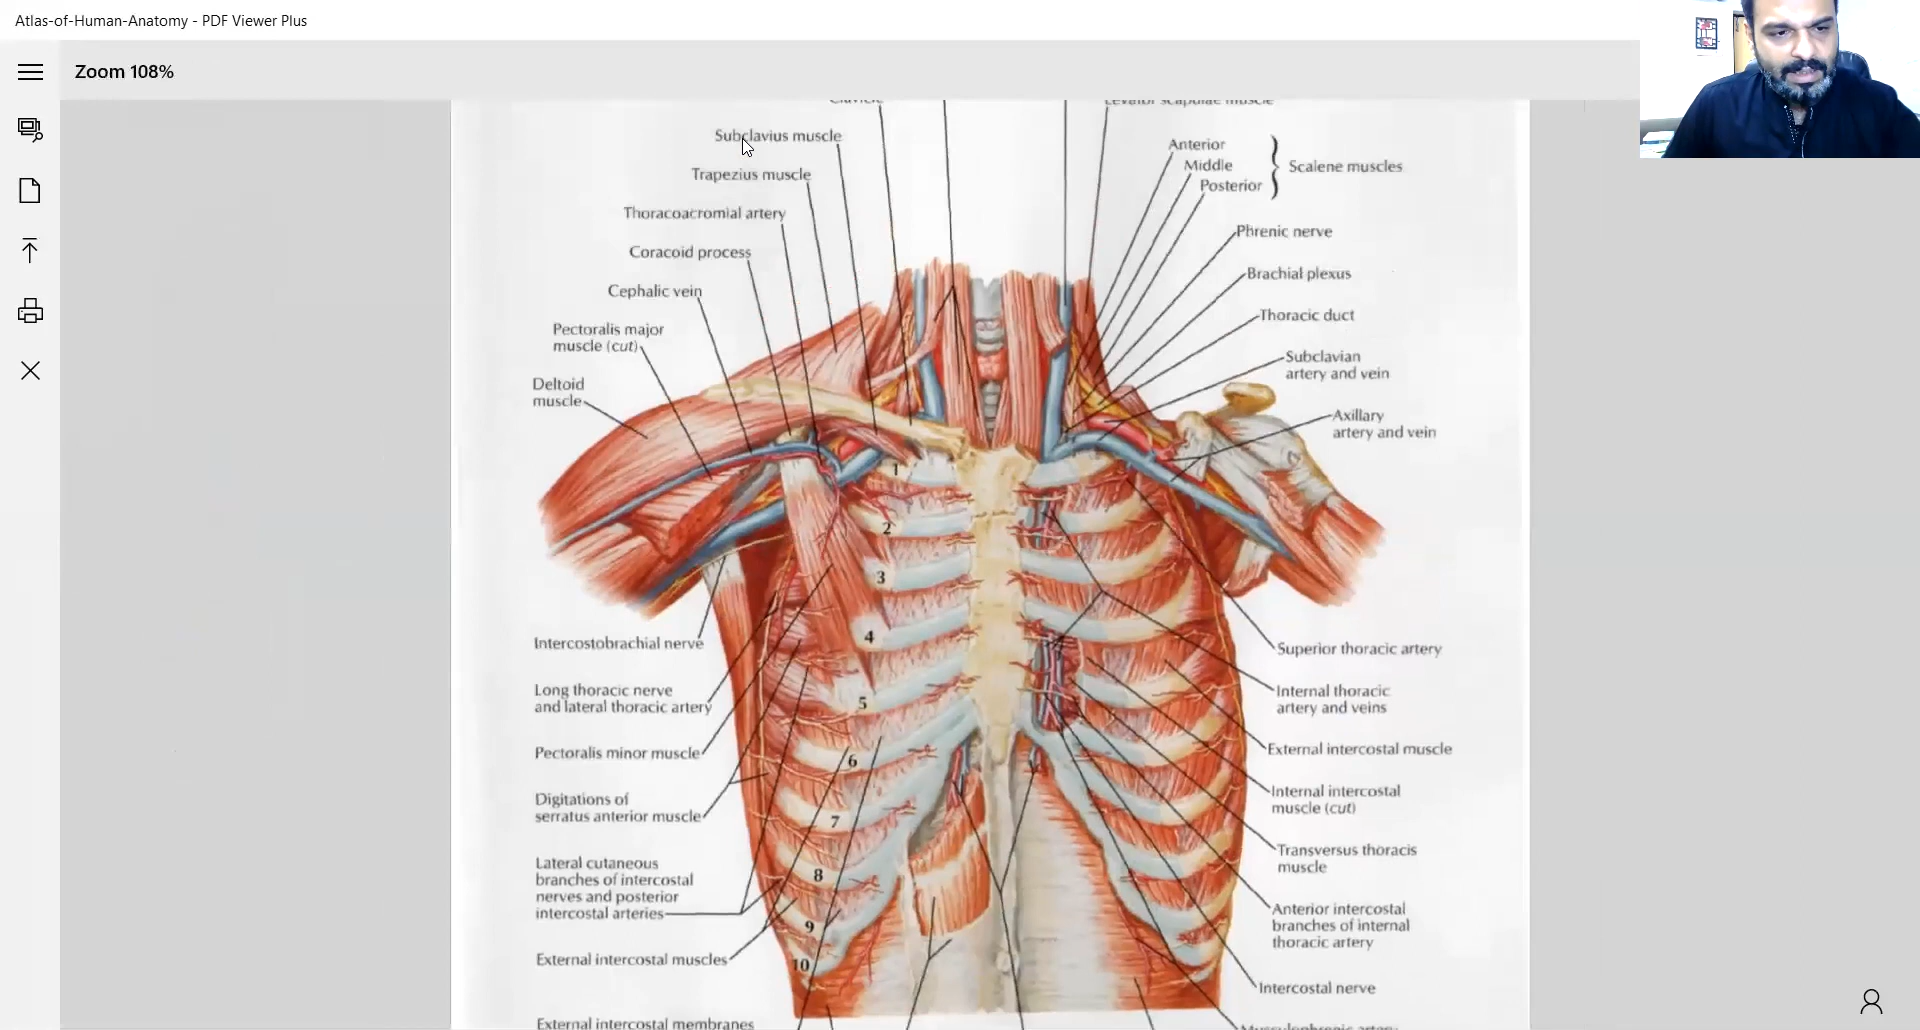 Atlas-of-Human-Anatomy - PDF Viewer Plus
Zoom 108%
Clavicle
Levator scapulae muscle
Subclavius muscle
Trapezius muscle
Thoracoacromial artery
Coracoid process
Cephalic vein
Pectoralis major
muscle (cut)
Deltoid
muscle
Anterior
Middle
Posterior
Scalene muscles
Phrenic nerve
Brachial plexus
Thoracic duct
Subclavian
artery and vein
Axillary
artery and vein
1
2
3
4
5
6
7
8
9
10
Intercostobrachial nerve
Long thoracic nerve
and lateral thoracic artery
Pectoralis minor muscle
Digitations of
serratus anterior muscle
Lateral cutaneous
branches of intercostal
nerves and posterior
intercostal arteries
External intercostal muscles
External intercostal membranes
Superior thoracic artery
Internal thoracic
artery and veins
External intercostal muscle
Internal intercostal
muscle (cut)
Transversus thoracis
muscle
Anterior intercostal
branches of internal
thoracic artery
Intercostal nerve
Musculophrenic artery